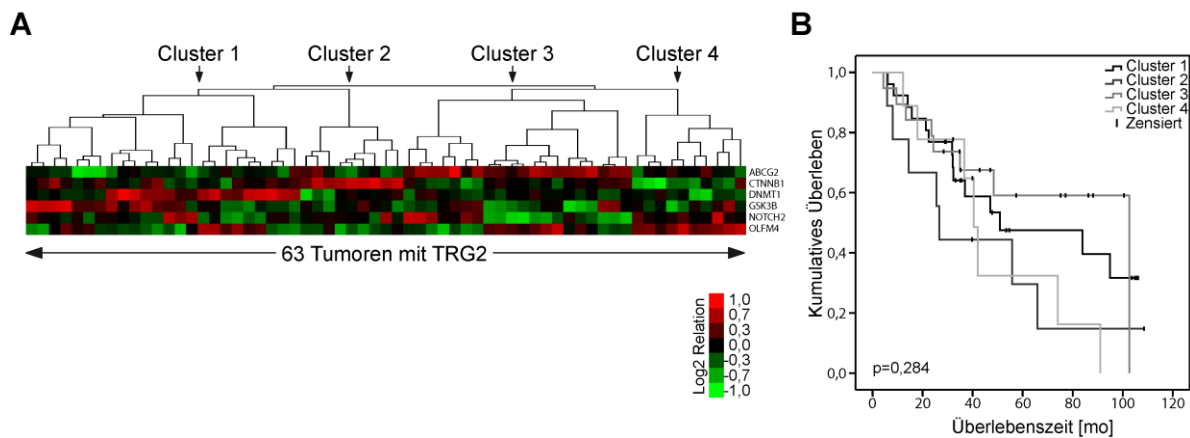 A
Cluster 1
Cluster 2
Cluster 3
Cluster 4
ABCG2
CTNNB1
DNMT1
GSK3B
NOTCH2
OLFM4
63 Tumoren mit TRG2
Log2 Relation
1,0
0,7
0,3
0,0
-0,3
-0,7
-1,0
B
Kumulatives Überleben
1,0
0,8
0,6
0,4
0,2
0,0
Cluster 1
Cluster 2
Cluster 3
Cluster 4
Zensiert
p=0,284
0 20 40 60 80 100 120
Überlebenszeit [mo]